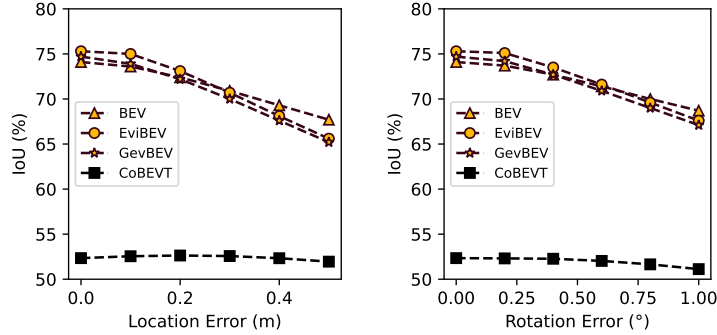 80
75
70
65
60
55
50
IoU (%)
BEV
EviBEV
GevBEV
CoBEVT
0.0 0.2 0.4
Location Error (m)
80
75
70
65
60
55
50
IoU (%)
BEV
EviBEV
GevBEV
CoBEVT
0.00 0.25 0.50 0.75 1.00
Rotation Error (°)